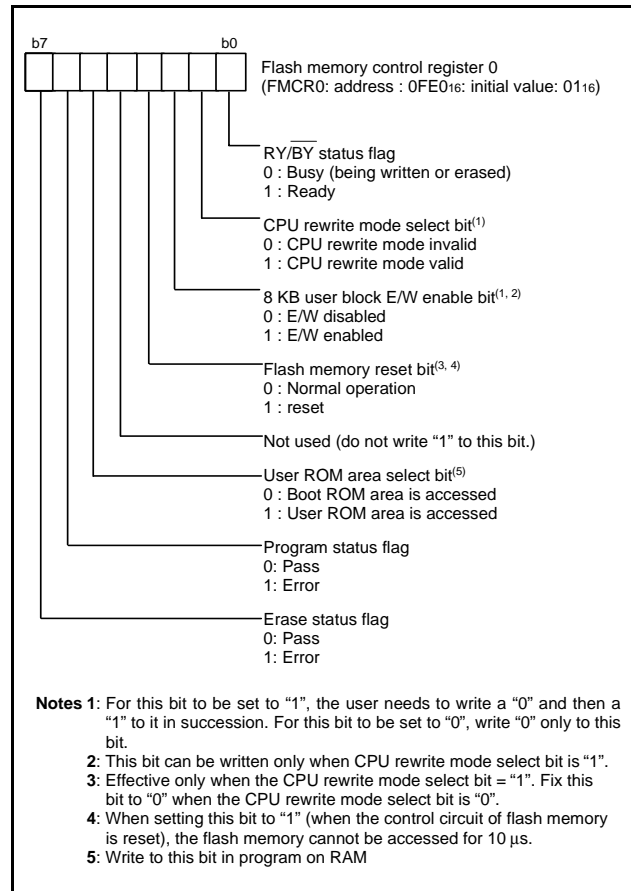 b7 b0
Flash memory control register 0
(FMCR0: address : 0FE016: initial value: 0116)
RY/BY status flag
0 : Busy (being written or erased)
1 : Ready
CPU rewrite mode select bit(1)
0 : CPU rewrite mode invalid
1 : CPU rewrite mode valid
8 KB user block E/W enable bit(1, 2)
0 : E/W disabled
1 : E/W enabled
Flash memory reset bit(3, 4)
0 : Normal operation
1 : reset
Not used (do not write “1” to this bit.)
User ROM area select bit(5)
0 : Boot ROM area is accessed
1 : User ROM area is accessed
Program status flag
0: Pass
1: Error
Erase status flag
0: Pass
1: Error
Notes 1: For this bit to be set to “1”, the user needs to write a “0” and then a
“1” to it in succession. For this bit to be set to “0”, write “0” only to this
bit.
2: This bit can be written only when CPU rewrite mode select bit is “1”.
3: Effective only when the CPU rewrite mode select bit = “1”. Fix this
bit to “0” when the CPU rewrite mode select bit is “0”.
4: When setting this bit to “1” (when the control circuit of flash memory
is reset), the flash memory cannot be accessed for 10 μs.
5: Write to this bit in program on RAM